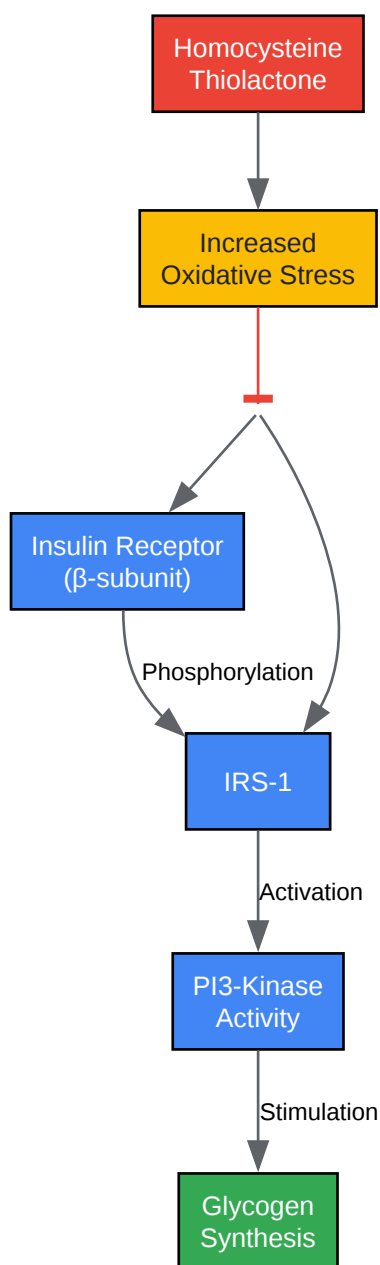 Homocysteine
Thiolactone
Increased
Oxidative Stress
Insulin Receptor
(β-subunit)
Phosphorylation
IRS-1
Activation
PI3-Kinase
Activity
Stimulation
Glycogen
Synthesis